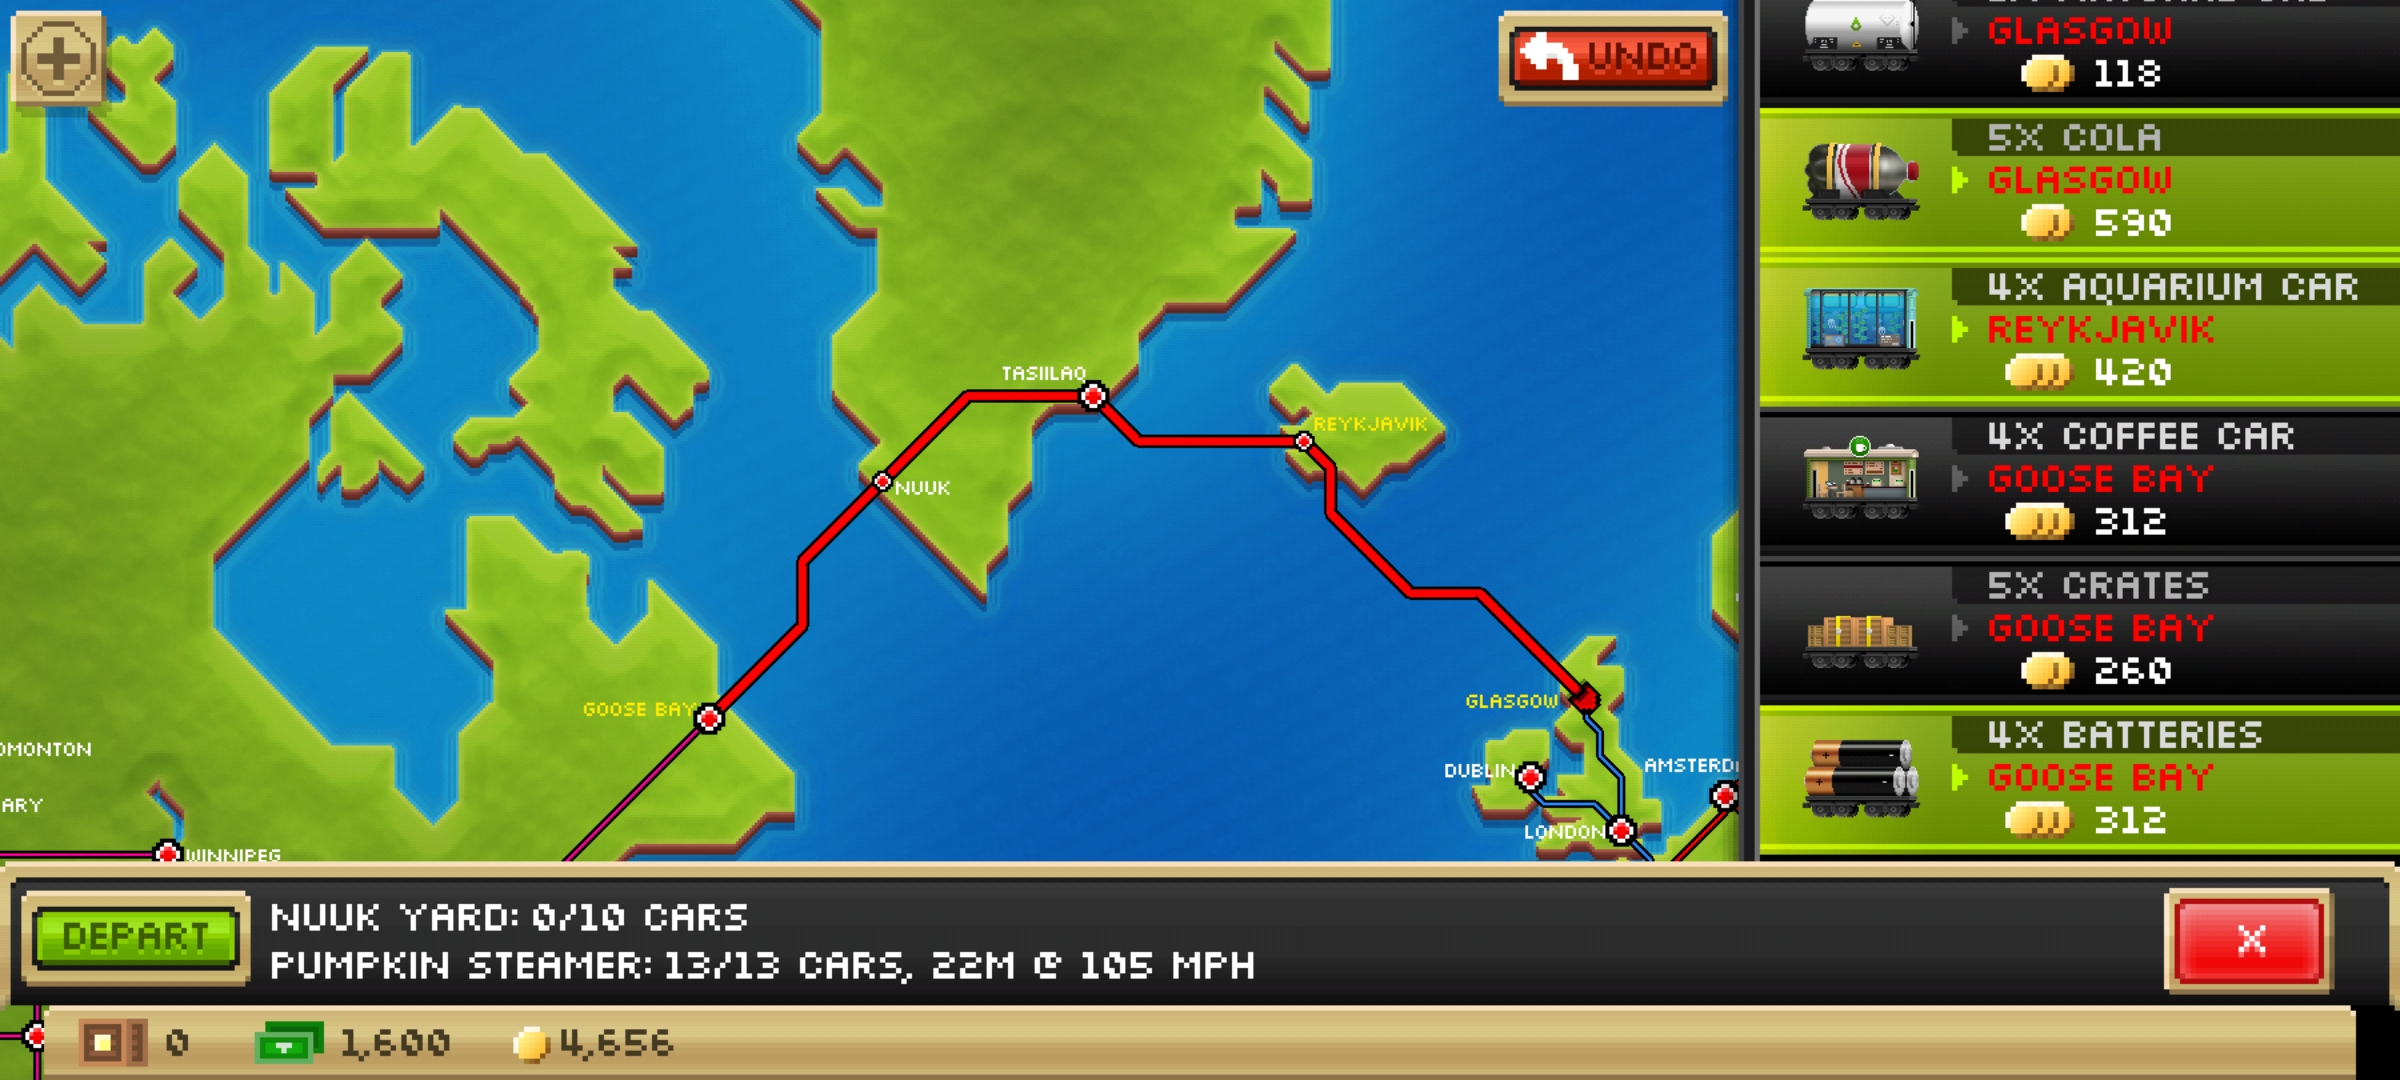 UNDO
GLASGOW
118
5X COLA
GLASGOW
590
4X AQUARIUM CAR
REYKJAVIK
420
4X COFFEE CAR
GOOSE BAY
312
5X CRATES
GOOSE BAY
260
4X BATTERIES
GOOSE BAY
312
TASIILAQ
REYKJAVIK
NUUK
GOOSE BAY
GLASGOW
DMONTON
DUBLIN
AMSTERD
ARY
LONDON
WINNIPEG
DEPART
NUUK YARD: 0/10 CARS
PUMPKIN STEAMER: 13/13 CARS, 22M @ 105 MPH
X
0
1,600
4,656